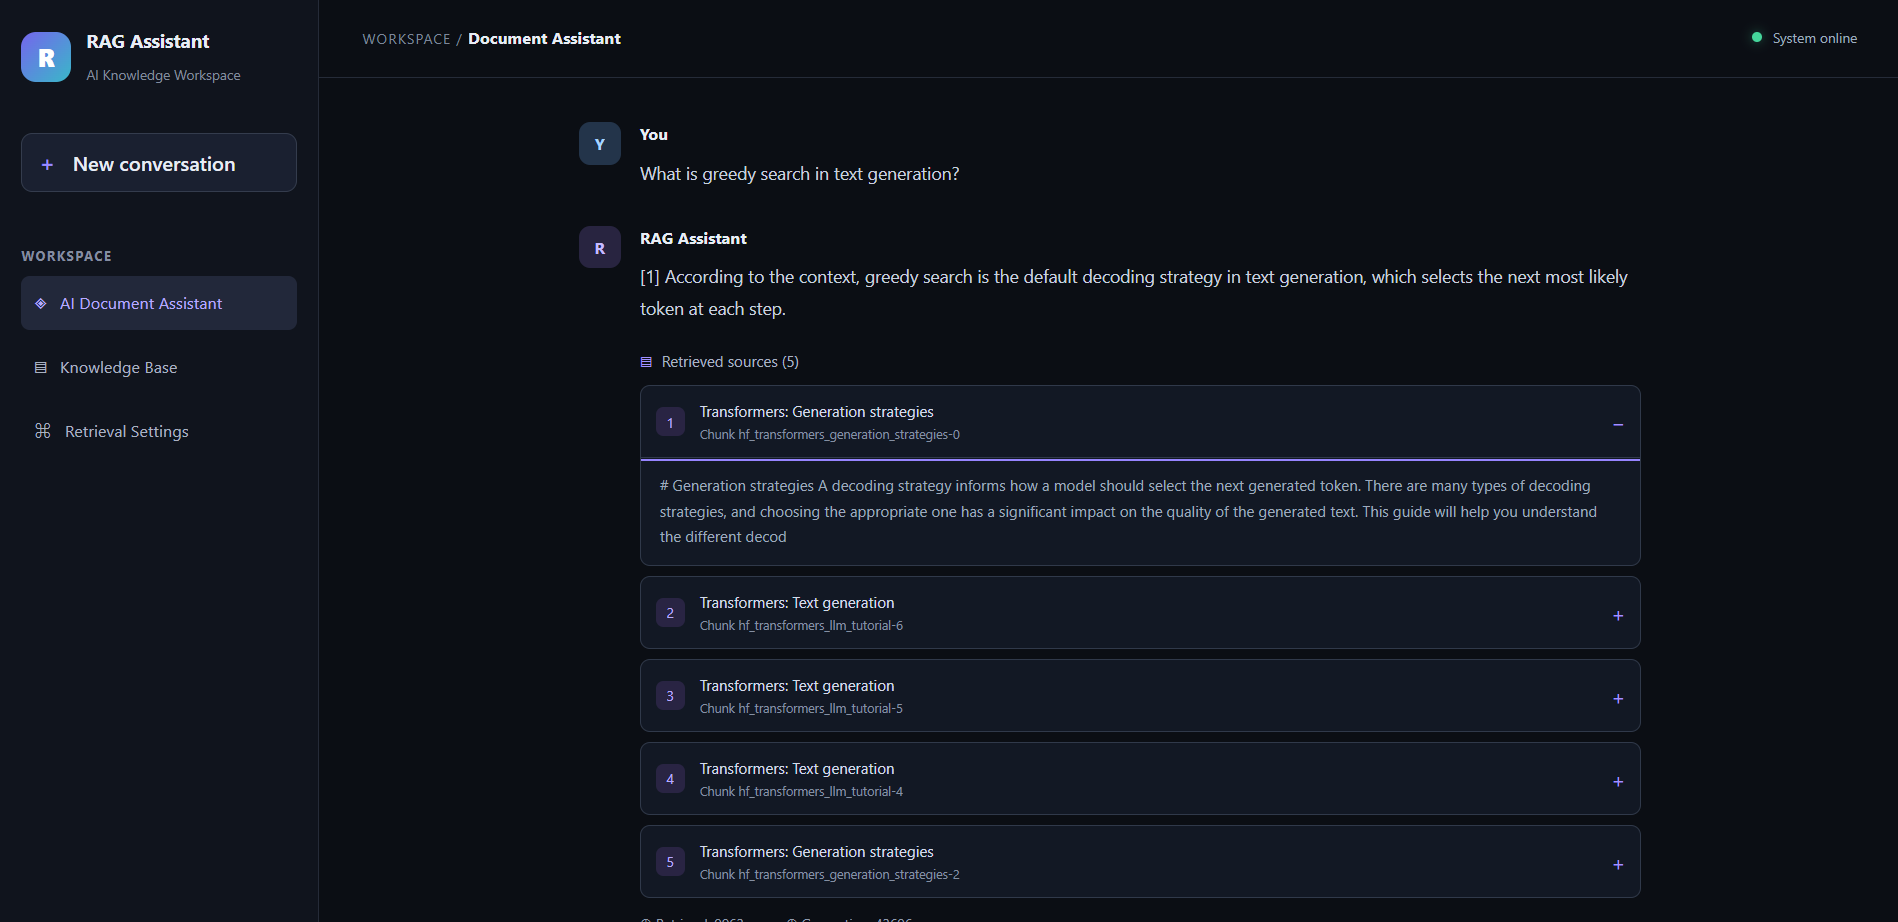 R
RAG Assistant
AI Knowledge Workspace
+ New conversation
WORKSPACE
AI Document Assistant
Knowledge Base
⌘ Retrieval Settings
WORKSPACE / Document Assistant
System online
Y
You
What is greedy search in text generation?
R
RAG Assistant
[1] According to the context, greedy search is the default decoding strategy in text generation, which selects the next most likely
token at each step.
Retrieved sources (5)
1
Transformers: Generation strategies
Chunk hf_transformers_generation_strategies-0
−
# Generation strategies A decoding strategy informs how a model should select the next generated token. There are many types of decoding
strategies, and choosing the appropriate one has a significant impact on the quality of the generated text. This guide will help you understand
the different decod
2
Transformers: Text generation
Chunk hf_transformers_llm_tutorial-6
+
3
Transformers: Text generation
Chunk hf_transformers_llm_tutorial-5
+
4
Transformers: Text generation
Chunk hf_transformers_llm_tutorial-4
+
5
Transformers: Generation strategies
Chunk hf_transformers_generation_strategies-2
+